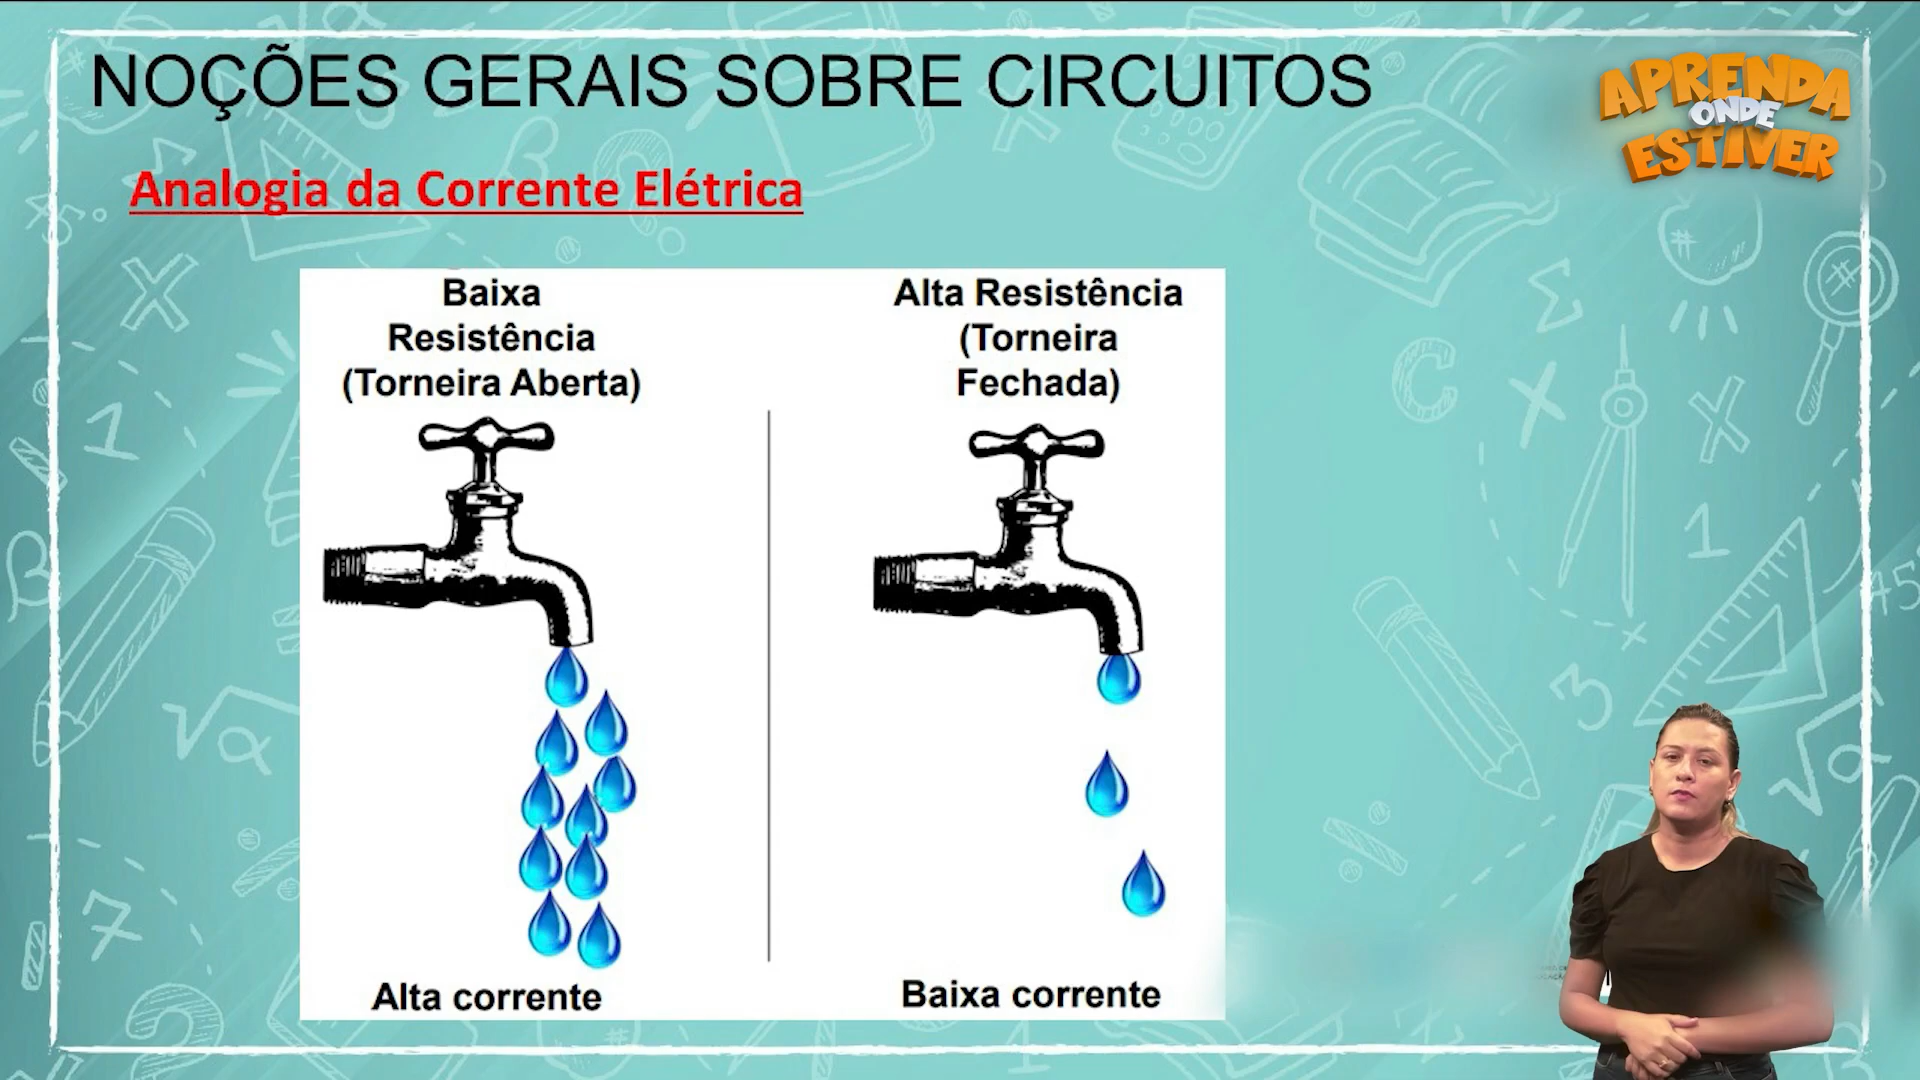 NOÇÕES GERAIS SOBRE CIRCUITOS
APRENDA
ONDE
ESTIVER
Analogia da Corrente Elétrica
Baixa
Resistência
(Torneira Aberta)
Alta Resistência
(Torneira
Fechada)
Alta corrente
Baixa corrente